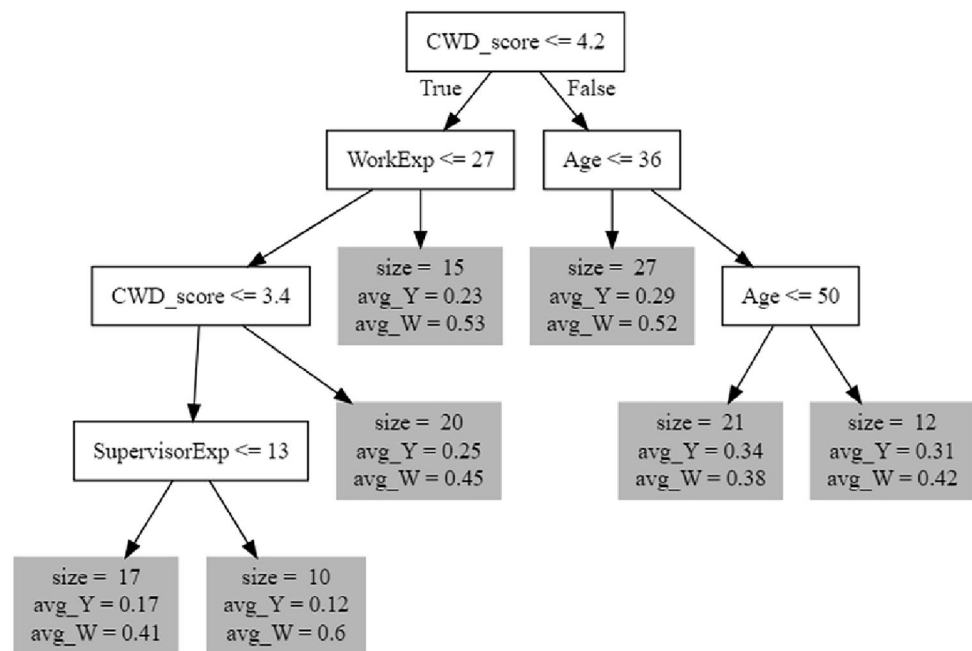 CWD_score <= 4.2
True
False
WorkExp <= 27
Age <= 36
CWD_score <= 3.4
size = 15
avg_Y = 0.23
avg_W = 0.53
size = 27
avg_Y = 0.29
avg_W = 0.52
Age <= 50
SupervisorExp <= 13
size = 20
avg_Y = 0.25
avg_W = 0.45
size = 21
avg_Y = 0.34
avg_W = 0.38
size = 12
avg_Y = 0.31
avg_W = 0.42
size = 17
avg_Y = 0.17
avg_W = 0.41
size = 10
avg_Y = 0.12
avg_W = 0.6